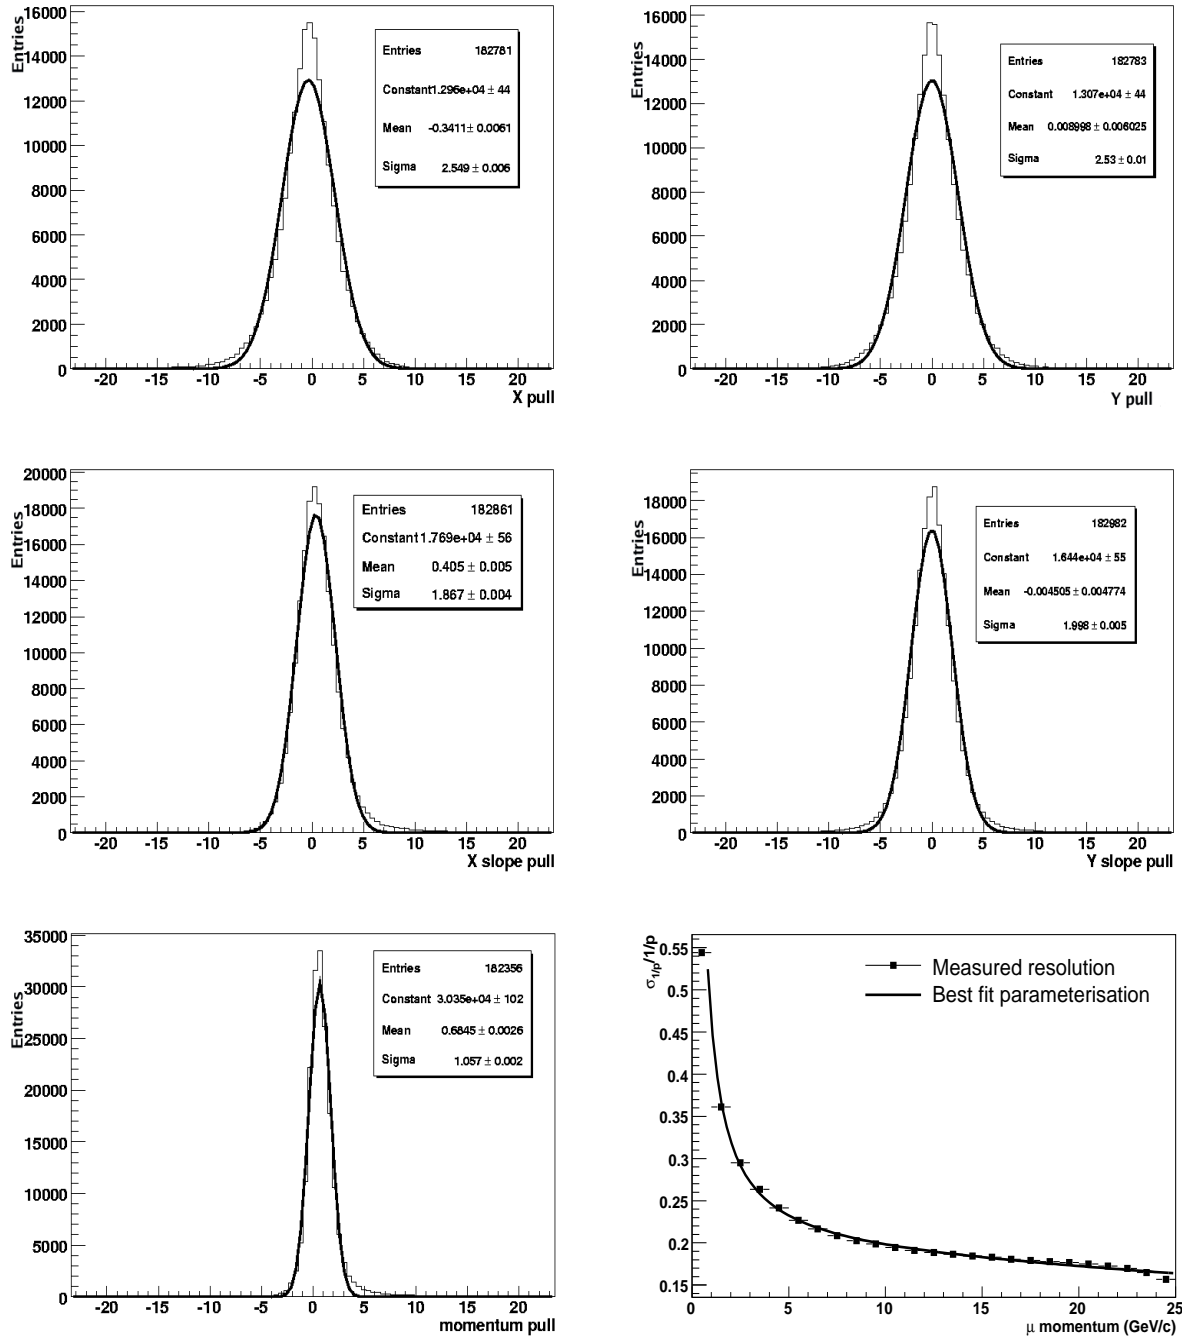 Entries
16000
14000
12000
10000
8000
6000
4000
2000
0
Entries 182781
Constant 1.296e+04 ± 44
Mean -0.3411 ± 0.0061
Sigma 2.549 ± 0.006
-20 -15 -10 -5 0 5 10 15 20
X pull
Entries
16000
14000
12000
10000
8000
6000
4000
2000
0
Entries 182783
Constant 1.307e+04 ± 44
Mean 0.008998 ± 0.006025
Sigma 2.53 ± 0.01
-20 -15 -10 -5 0 5 10 15 20
Y pull
Entries
20000
18000
16000
14000
12000
10000
8000
6000
4000
2000
0
Entries 182861
Constant 1.769e+04 ± 56
Mean 0.405 ± 0.005
Sigma 1.867 ± 0.004
-20 -15 -10 -5 0 5 10 15 20
X slope pull
Entries
18000
16000
14000
12000
10000
8000
6000
4000
2000
0
Entries 182982
Constant 1.644e+04 ± 55
Mean -0.004505 ± 0.004774
Sigma 1.998 ± 0.005
-20 -15 -10 -5 0 5 10 15 20
Y slope pull
Entries
35000
30000
25000
20000
15000
10000
5000
0
Entries 182356
Constant 3.035e+04 ± 102
Mean 0.6845 ± 0.0026
Sigma 1.057 ± 0.002
-20 -15 -10 -5 0 5 10 15 20
momentum pull
σ1/p/1/p
0.55
0.5
0.45
0.4
0.35
0.3
0.25
0.2
0.15
Measured resolution
Best fit parameterisation
0 5 10 15 20 25
μ momentum (GeV/c)